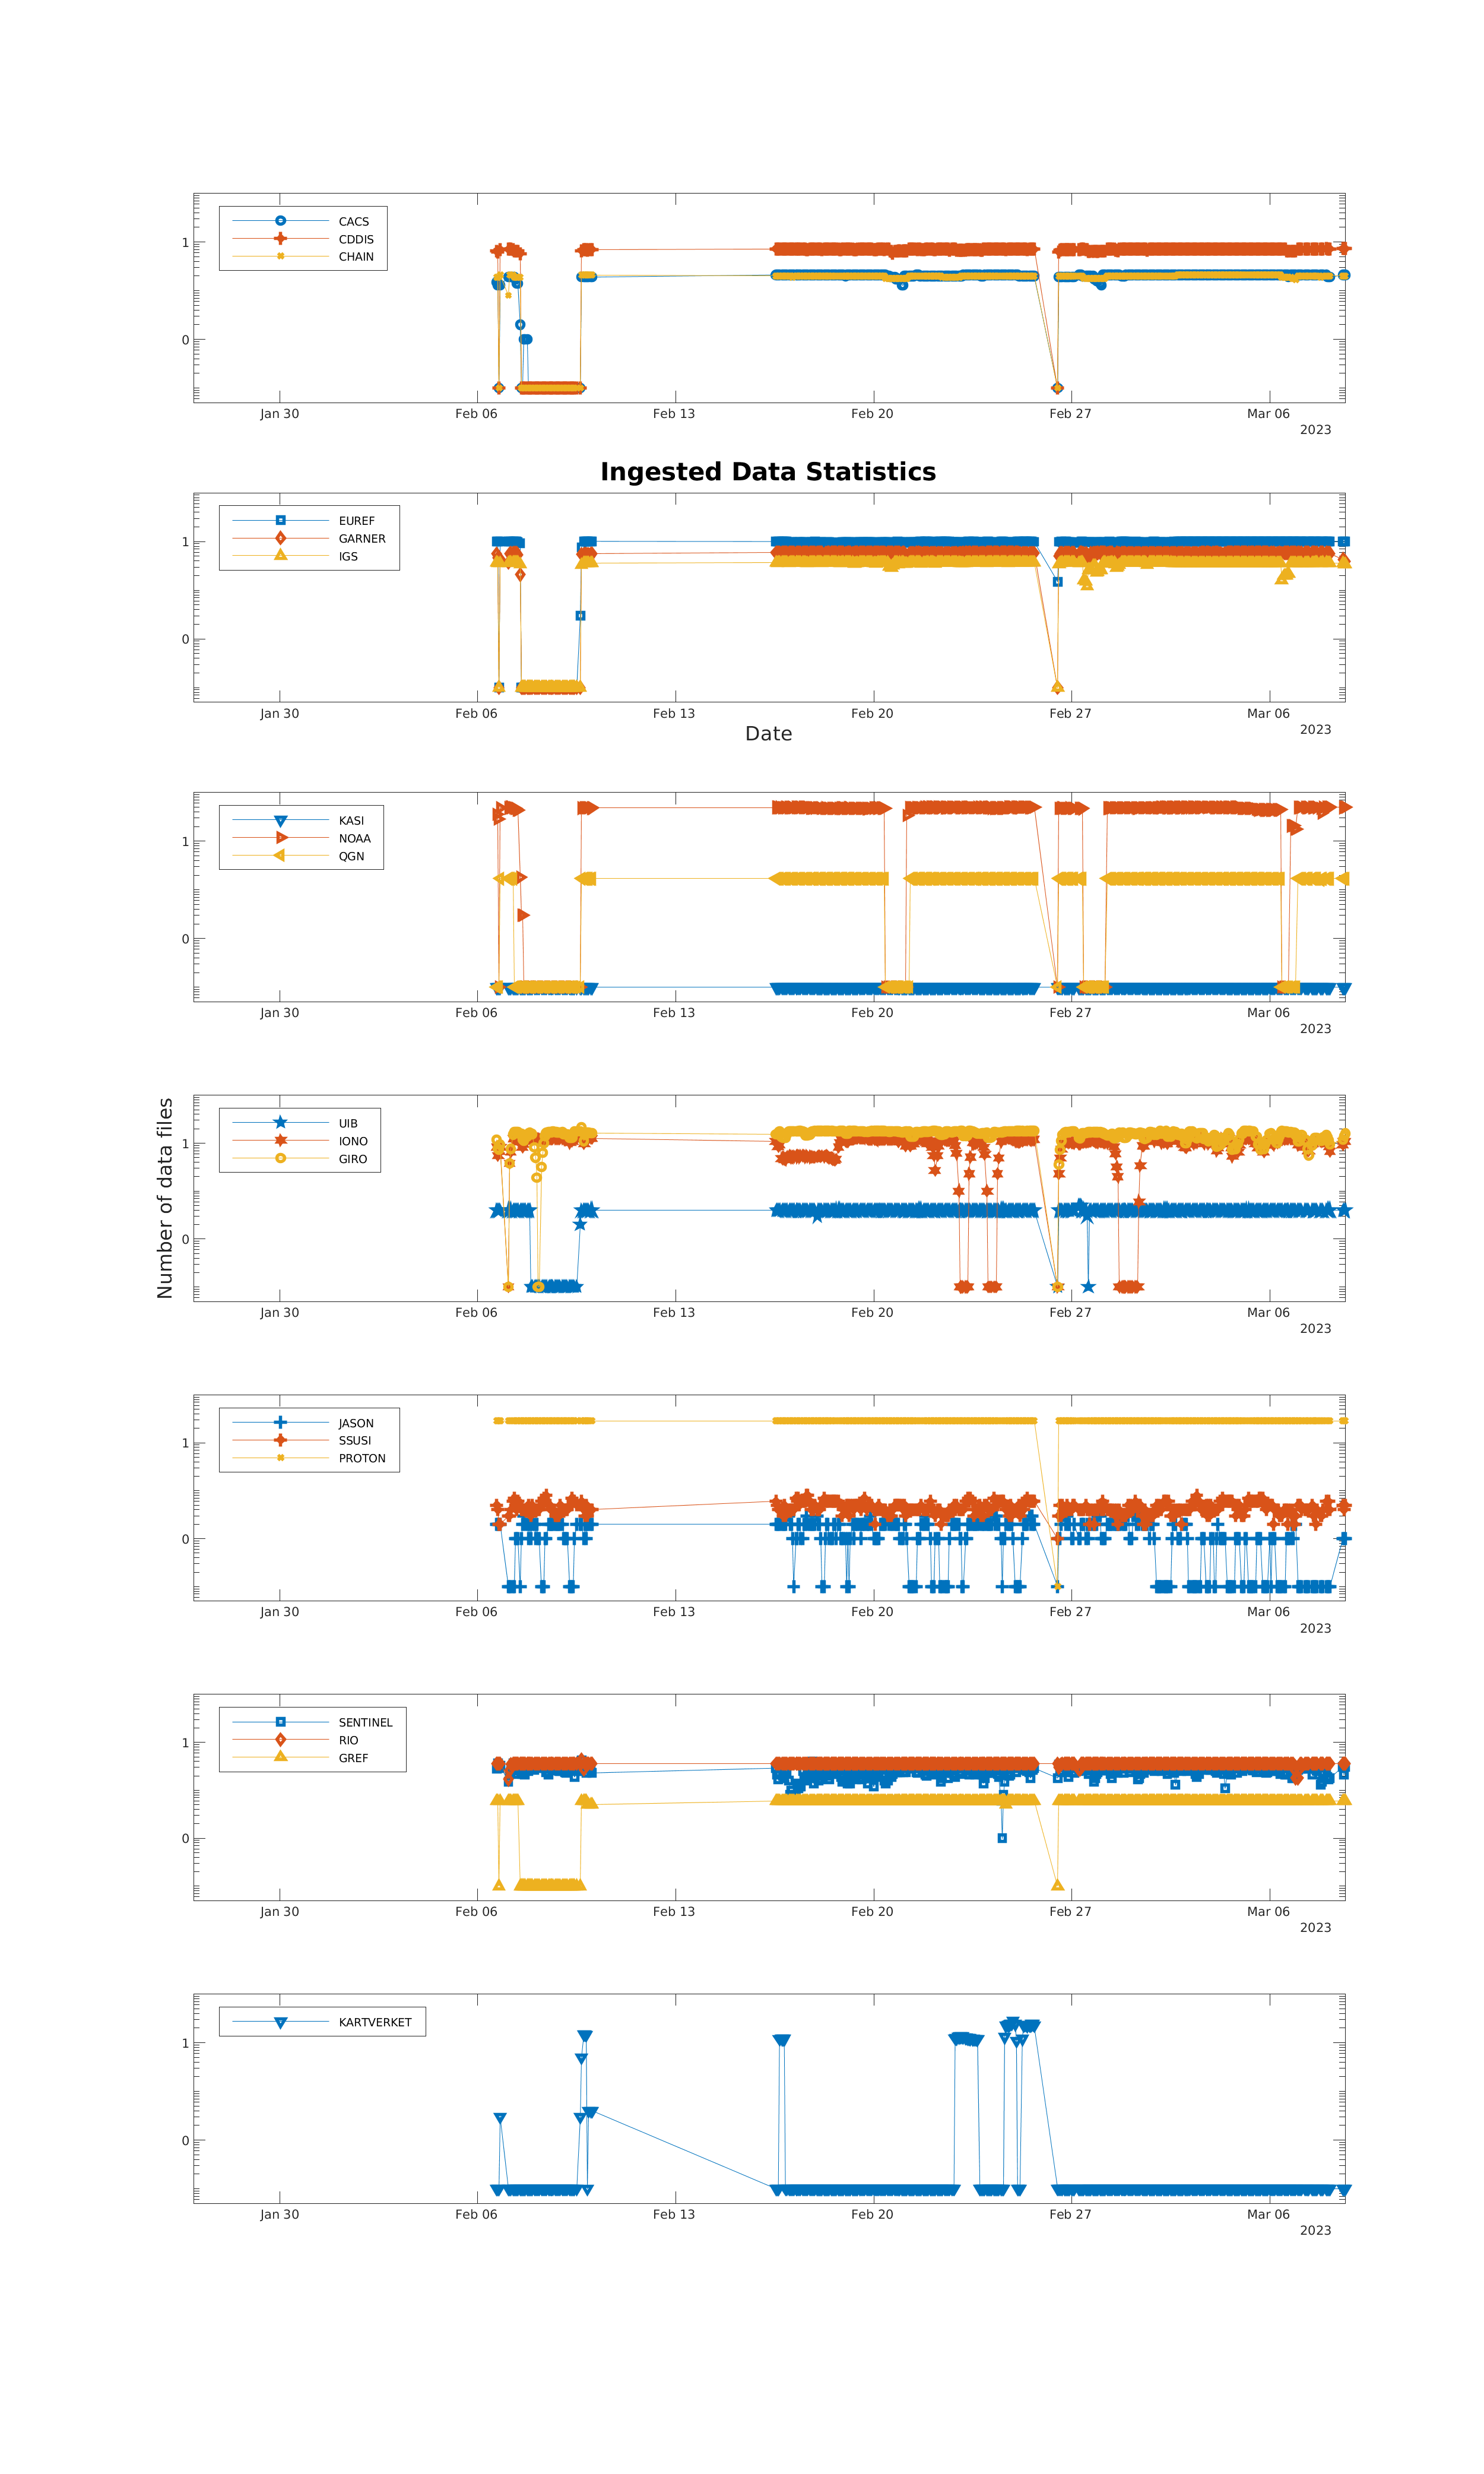 CACS
CDDIS
CHAIN
1
0
Jan 30 Feb 06 Feb 13 Feb 20 Feb 27 Mar 06
2023
Ingested Data Statistics
EUREF
GARNER
IGS
1
0
Jan 30 Feb 06 Feb 13 Feb 20 Feb 27 Mar 06
2023
Date
KASI
NOAA
QGN
1
0
Jan 30 Feb 06 Feb 13 Feb 20 Feb 27 Mar 06
2023
Number of data files
UIB
IONO
GIRO
1
0
Jan 30 Feb 06 Feb 13 Feb 20 Feb 27 Mar 06
2023
JASON
SSUSI
PROTON
1
0
Jan 30 Feb 06 Feb 13 Feb 20 Feb 27 Mar 06
2023
SENTINEL
RIO
GREF
1
0
Jan 30 Feb 06 Feb 13 Feb 20 Feb 27 Mar 06
2023
KARTVERKET
1
0
Jan 30 Feb 06 Feb 13 Feb 20 Feb 27 Mar 06
2023